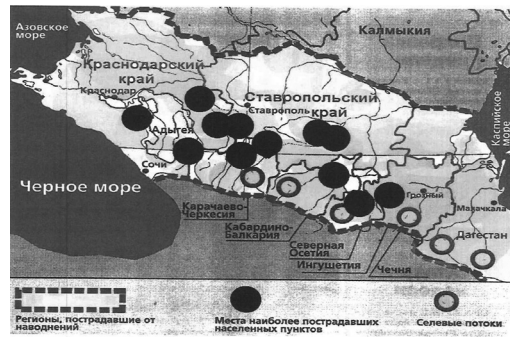 Азовское
море
Калмыкия
Краснодарский
край
Краснодар
Ставропольский
край
Ставрополь
Каспийское
море
Адыгея
Сочи
Черное море
Грозный
Махачкала
Карачаево-
Черкесия
Кабардино-
Балкария
Северная
Осетия
Ингушетия
Чечня
Дагестан
Регионы, пострадавшие от
наводнений
Места наиболее пострадавших
населенных пунктов
Селевые потоки